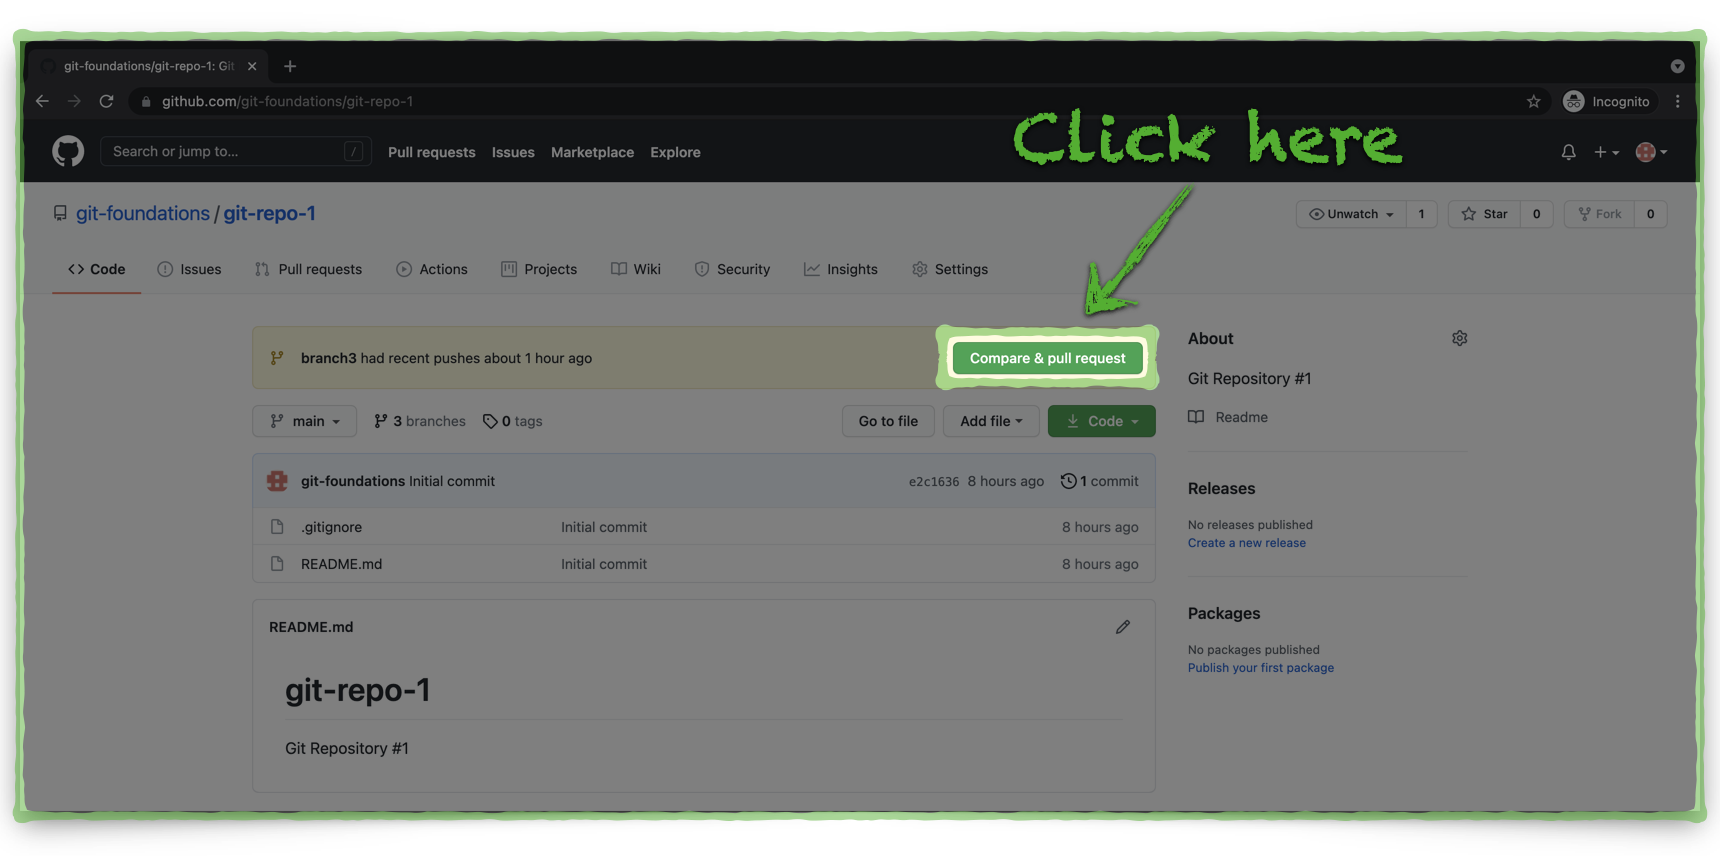 git-foundations/git-repo-1: Git
github.com/git-foundations/git-repo-1
Incognito
Search or jump to...
/
Pull requests
Issues
Marketplace
Explore
Click here
git-foundations / git-repo-1
Unwatch
1
Star
0
Fork
0
Code
Issues
Pull requests
Actions
Projects
Wiki
Security
Insights
Settings
branch3 had recent pushes about 1 hour ago
Compare & pull request
main
3 branches
0 tags
Go to file
Add file
Code
git-foundations Initial commit
e2c1636 8 hours ago
1 commit
.gitignore
Initial commit
8 hours ago
README.md
Initial commit
8 hours ago
README.md
git-repo-1
Git Repository #1
About
Git Repository #1
Readme
Releases
No releases published
Create a new release
Packages
No packages published
Publish your first package